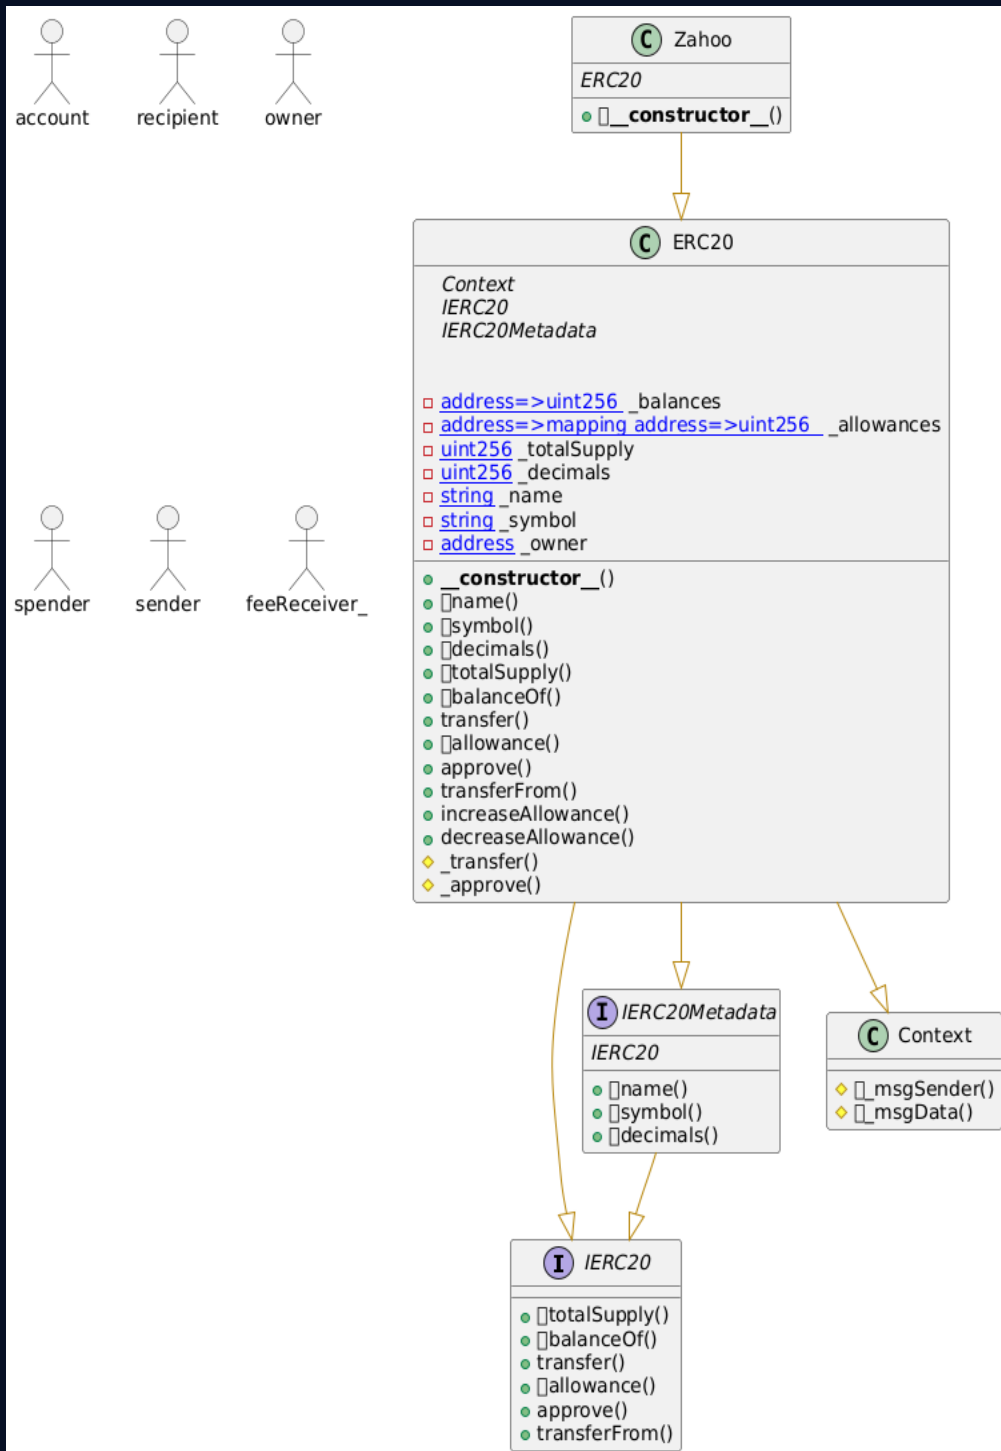 account
recipient
owner
C Zahoo
ERC20
__constructor__()
C ERC20
Context
IERC20
IERC20Metadata
address=>uint256 _balances
address=>mapping address=>uint256 _allowances
uint256 _totalSupply
uint256 _decimals
string _name
string _symbol
address _owner
__constructor__()
name()
symbol()
decimals()
totalSupply()
balanceOf()
transfer()
allowance()
approve()
transferFrom()
increaseAllowance()
decreaseAllowance()
_transfer()
_approve()
spender
sender
feeReceiver_
I IERC20Metadata
IERC20
name()
symbol()
decimals()
C Context
_msgSender()
_msgData()
I IERC20
totalSupply()
balanceOf()
transfer()
allowance()
approve()
transferFrom()